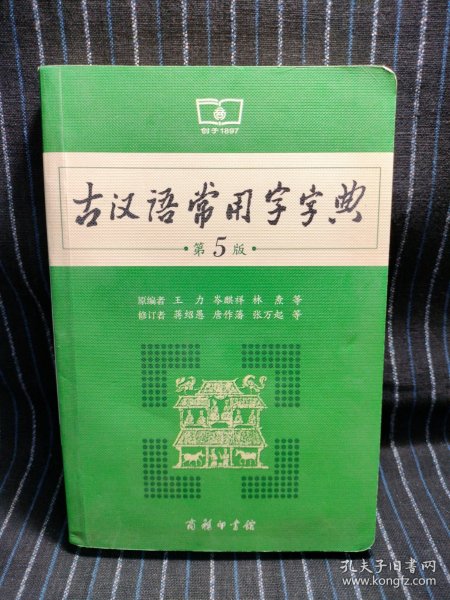 创于1897
古汉语常用字字典
·第5版·
原编者 王力 岑麒祥 林焘 等
修订者 蒋绍愚 唐作藩 张万起 等
商务印书馆
孔夫子旧书网
www.kongfz.com